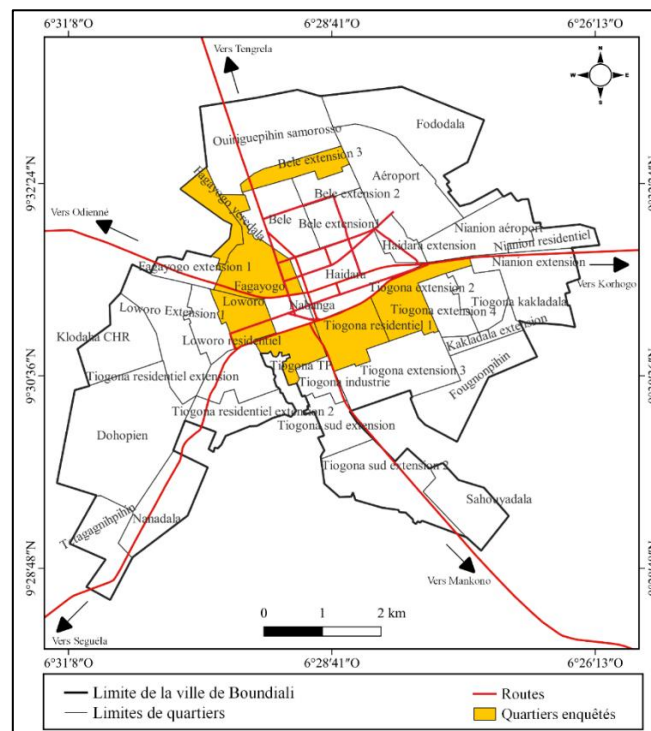 6°31'8"O 6°28'41"O 6°26'13"O
Vers Tengrela
N
W E
S
Ouiriguepihin samorosso
Fododala
Bele extension 3
Aéroport
9°32'24"N
Fagayogo yeredala
Bele extension 2
Vers Odienné
Bele
Bele extension1
Nianion aéroport
Haidara extension
Nianion residentiel
Fagayogo extension 1
Haidara
Nianion extension
Vers Korhogo
Fagayogo
Tiogona extension 2
Loworo
Nabanga
Tiogona kakladala
Loworo Extension 1
Tiogona extension 4
Tiogona residentiel 1
Klodaha CHR
Loworo residentiel
Kakladala extension
9°30'36"N
Tiogona TP
Tiogona extension 3
Tiogona residentiel extension
Tiogona industrie
Fougnonpihin
Tiogona residentiel extension 2
Tiogona sud extension
Dohopien
Tiogona sud extension 2
Sahouyadala
Nanadala
9°28'48"N
Vers Mankono
0 1 2 km
Vers Seguela
6°31'8"O 6°28'41"O 6°26'13"O
Limite de la ville de Boundiali
Routes
Limites de quartiers
Quartiers enquêtés